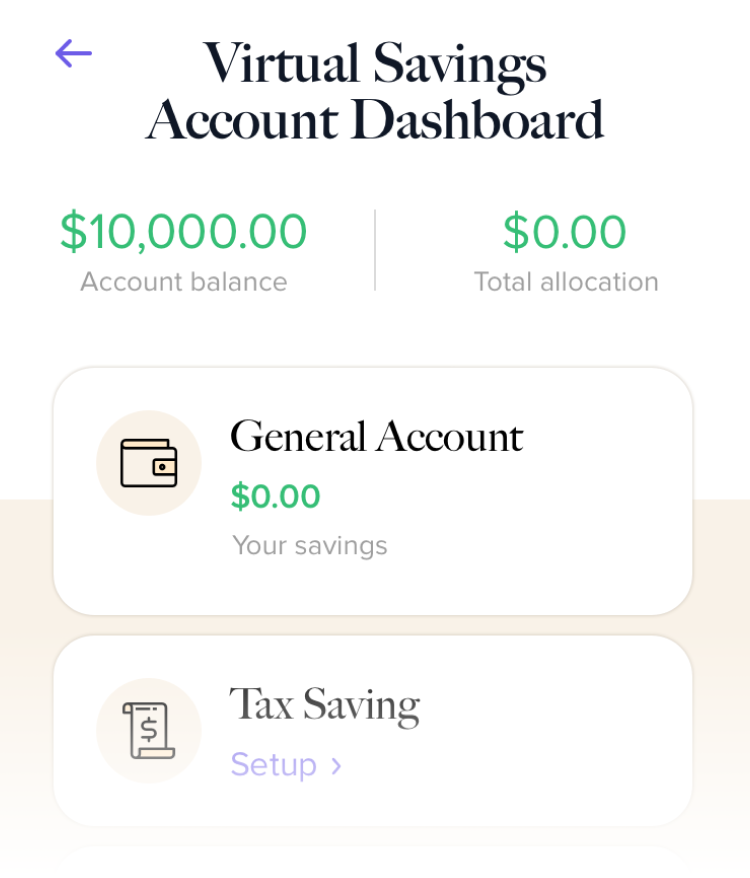 Virtual Savings
Account Dashboard
$10,000.00
Account balance
$0.00
Total allocation
General Account
$0.00
Your savings
Tax Saving
Setup >